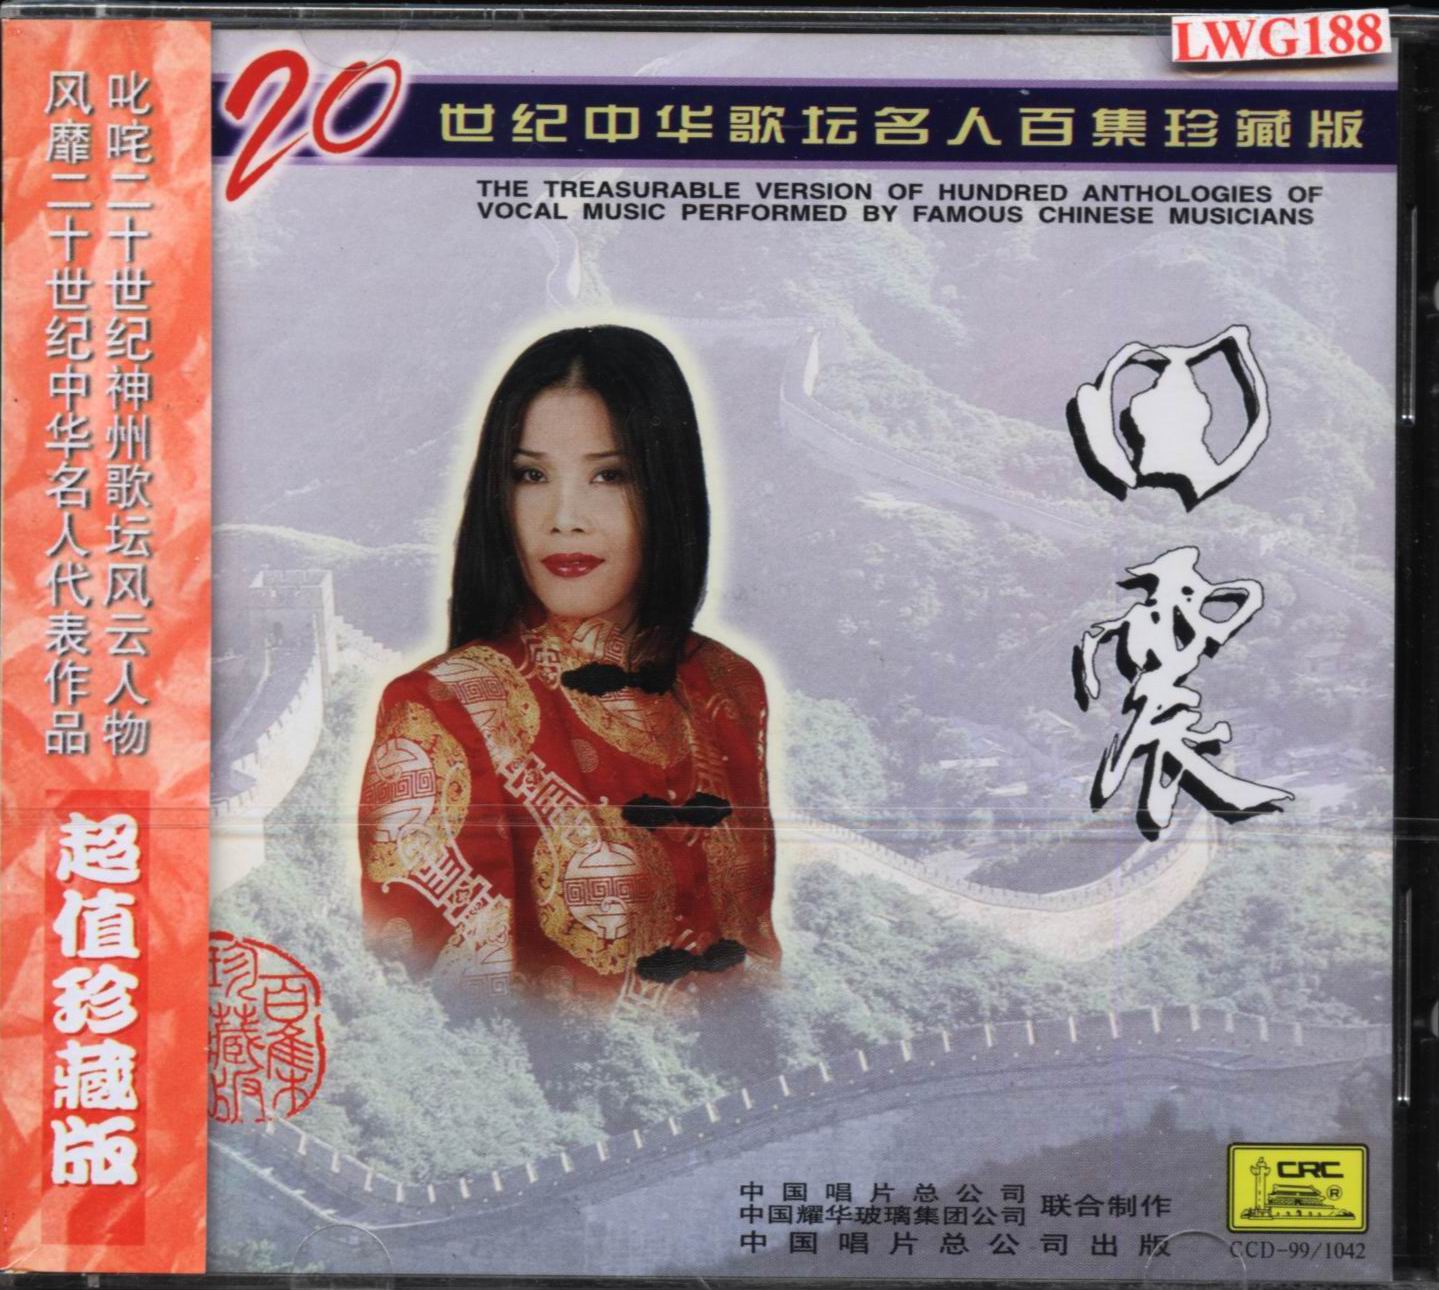 LWG188
20世纪中华歌坛名人百集珍藏版
THE TREASURABLE VERSION OF HUNDRED ANTHOLOGIES OF
VOCAL MUSIC PERFORMED BY FAMOUS CHINESE MUSICIANS
叱咤二十世纪神州歌坛风云人物
风靡二十世纪中华名人代表作品
超值珍藏版
田震
百集
珍藏版
中国唱片总公司
中国耀华玻璃集团公司
联合制作
中国唱片总公司出版
CRC
®
CCD-99/1042